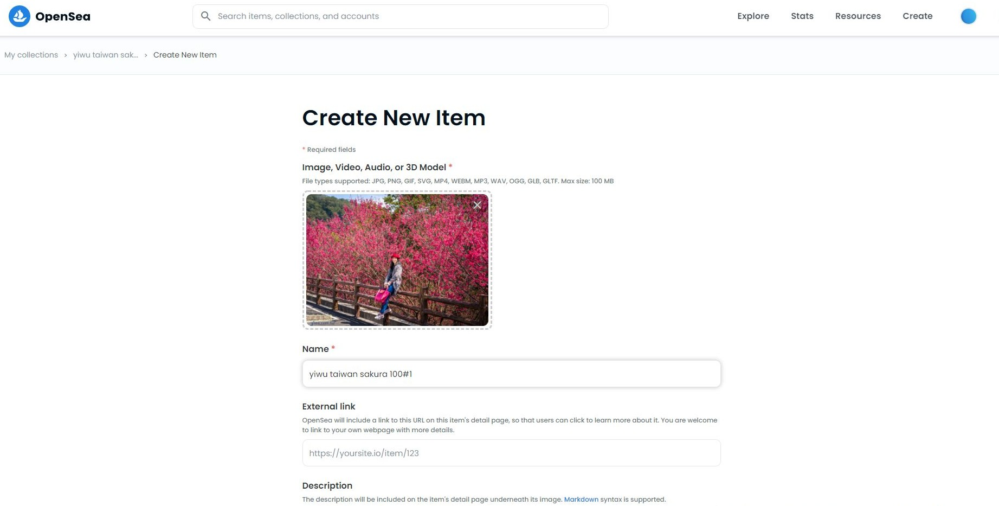 OpenSea
Search items, collections, and accounts
Explore
Stats
Resources
Create
My collections > yiwu taiwan sak... > Create New Item
Create New Item
* Required fields
Image, Video, Audio, or 3D Model *
File types supported: JPG, PNG, GIF, SVG, MP4, WEBM, MP3, WAV, OGG, GLB, GLTF. Max size: 100 MB
Name *
yiwu taiwan sakura 100#1
External link
OpenSea will include a link to this URL on this item's detail page, so that users can click to learn more about it. You are welcome
to link to your own webpage with more details.
https://yoursite.io/item/123
Description
The description will be included on the item's detail page underneath its image. Markdown syntax is supported.